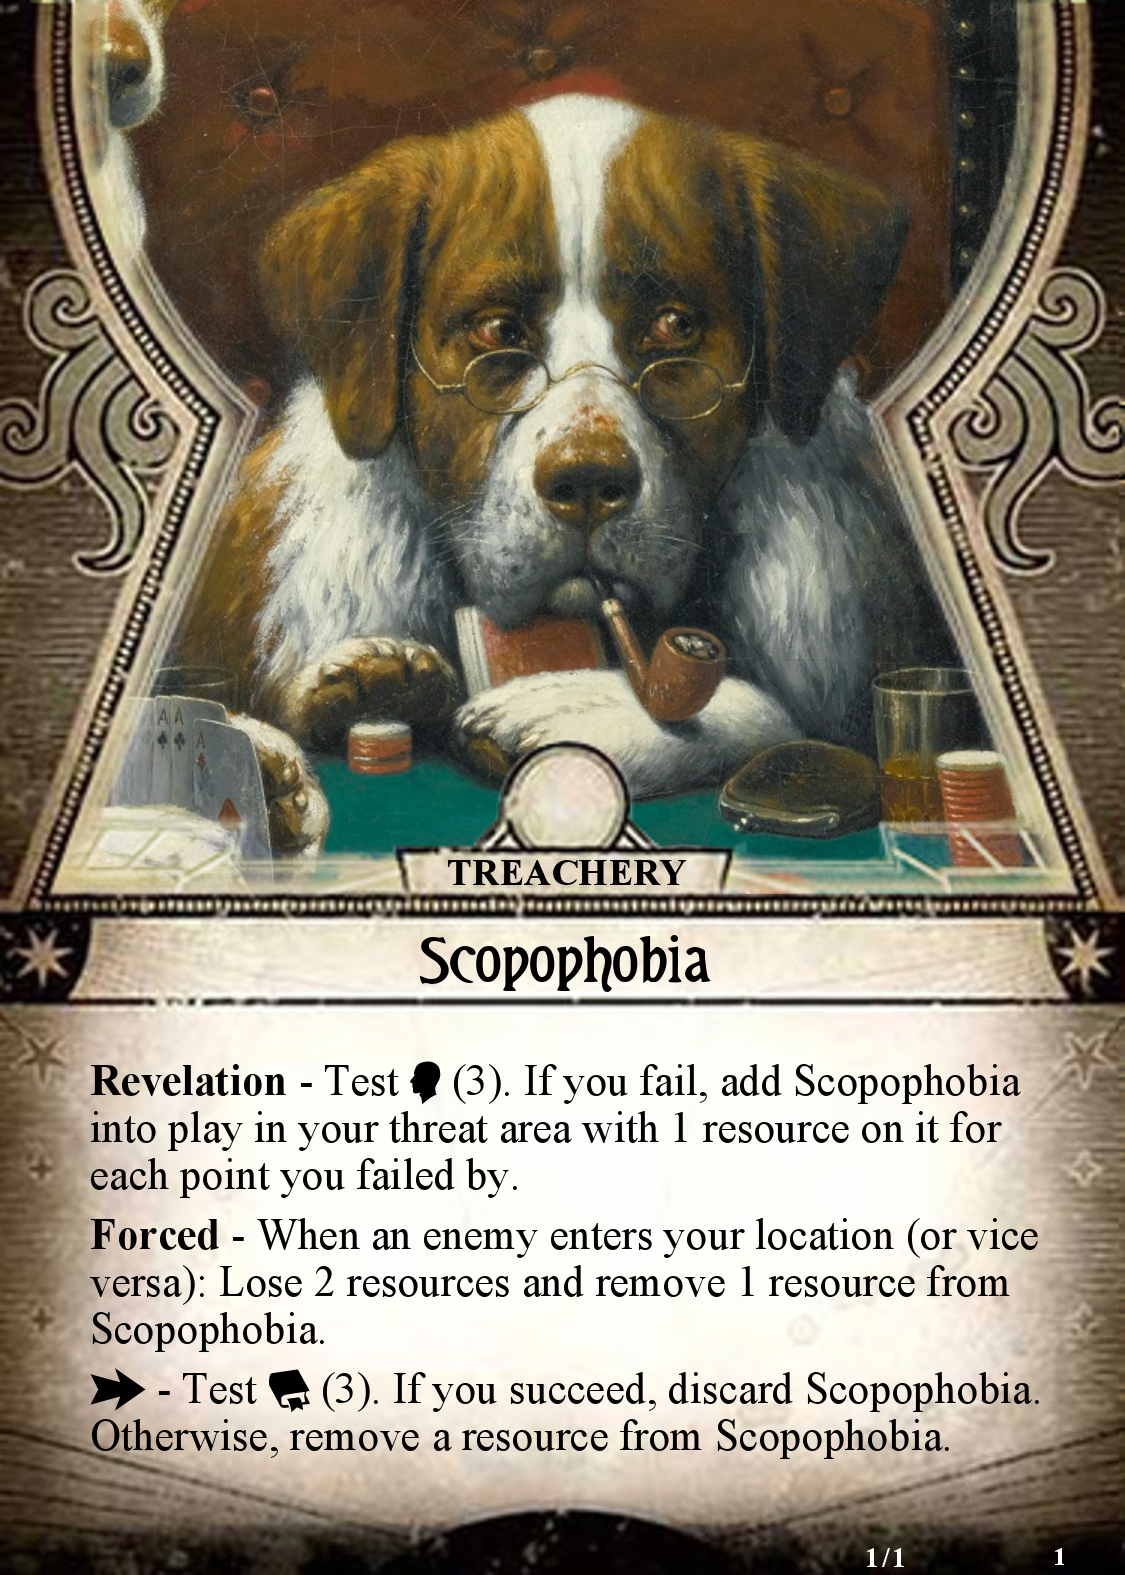 A A
A
TREACHERY
Scopophobia
Revelation - Test (3). If you fail, add Scopophobia
into play in your threat area with 1 resource on it for
each point you failed by.
Forced - When an enemy enters your location (or vice
versa): Lose 2 resources and remove 1 resource from
Scopophobia.
- Test (3). If you succeed, discard Scopophobia.
Otherwise, remove a resource from Scopophobia.
1/1 1